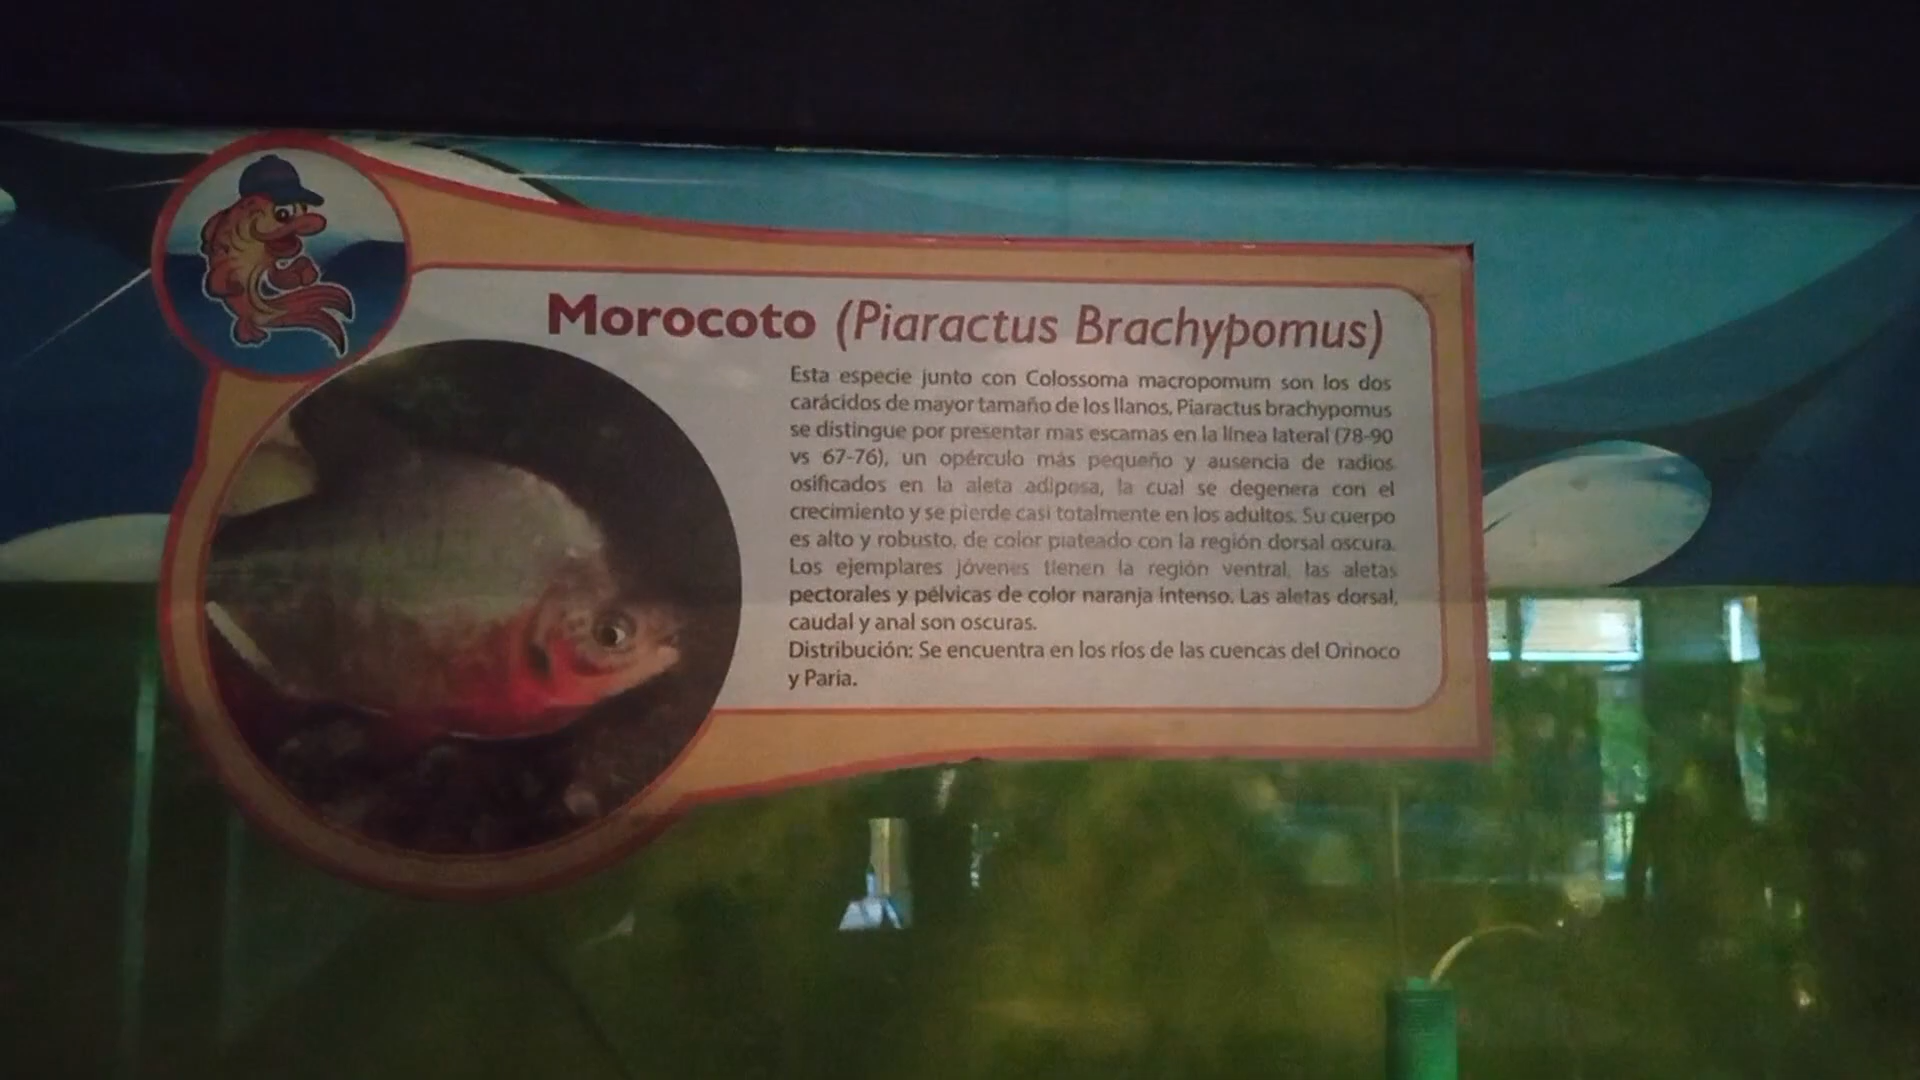 Morocoto (Piaractus Brachypomus)
Esta especie junto con Colossoma macropomum son los dos
carácidos de mayor tamaño de los llanos, Piaractus brachypomus
se distingue por presentar mas escamas en la línea lateral (78-90
vs 67-76), un opérculo más pequeño y ausencia de radios
osificados en la aleta adiposa, la cual se degenera con el
crecimiento y se pierde casi totalmente en los adultos. Su cuerpo
es alto y robusto, de color plateado con la región dorsal oscura.
Los ejemplares jóvenes tienen la región ventral, las aletas
pectorales y pélvicas de color naranja intenso. Las aletas dorsal,
caudal y anal son oscuras.
Distribución: Se encuentra en los ríos de las cuencas del Orinoco
y Paria.